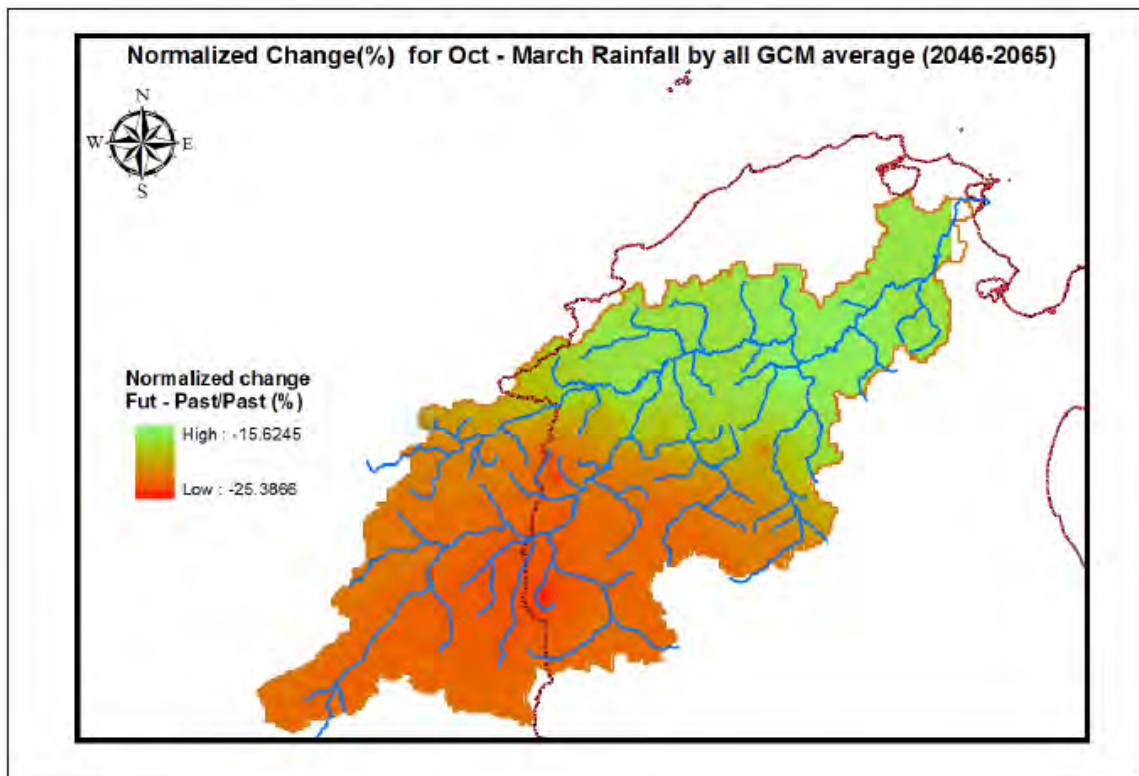 Normalized Change(%) for Oct - March Rainfall by all GCM average (2046-2065)
N
W E
S
Normalized change
Fut - Past/Past (%)
High : -15.6245
Low : -25.3866